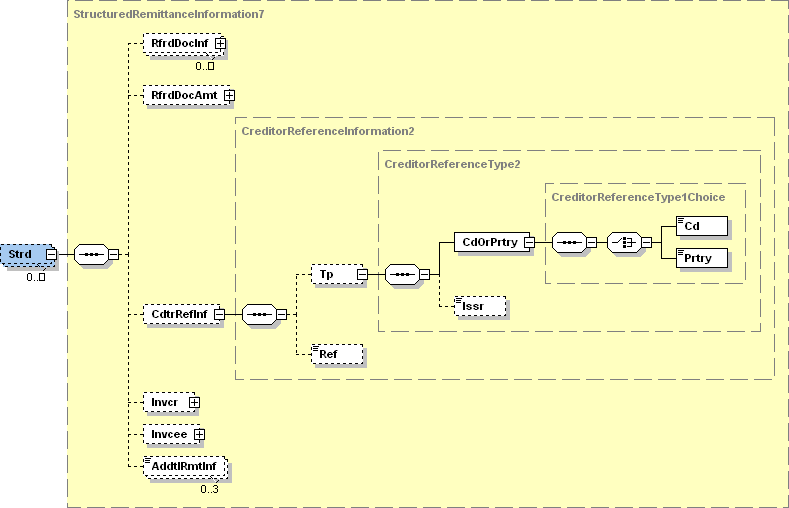 StructuredRemittanceInformation7
RfrdDocInf
0..
RfrdDocAmt
CreditorReferenceInformation2
CreditorReferenceType2
CreditorReferenceType1Choice
Cd
CdOrPrtry
Strd
Prtry
Tp
0..
Issr
CdtrRefInf
Ref
Invcr
Invcee
AddtlRmtInf
0..3